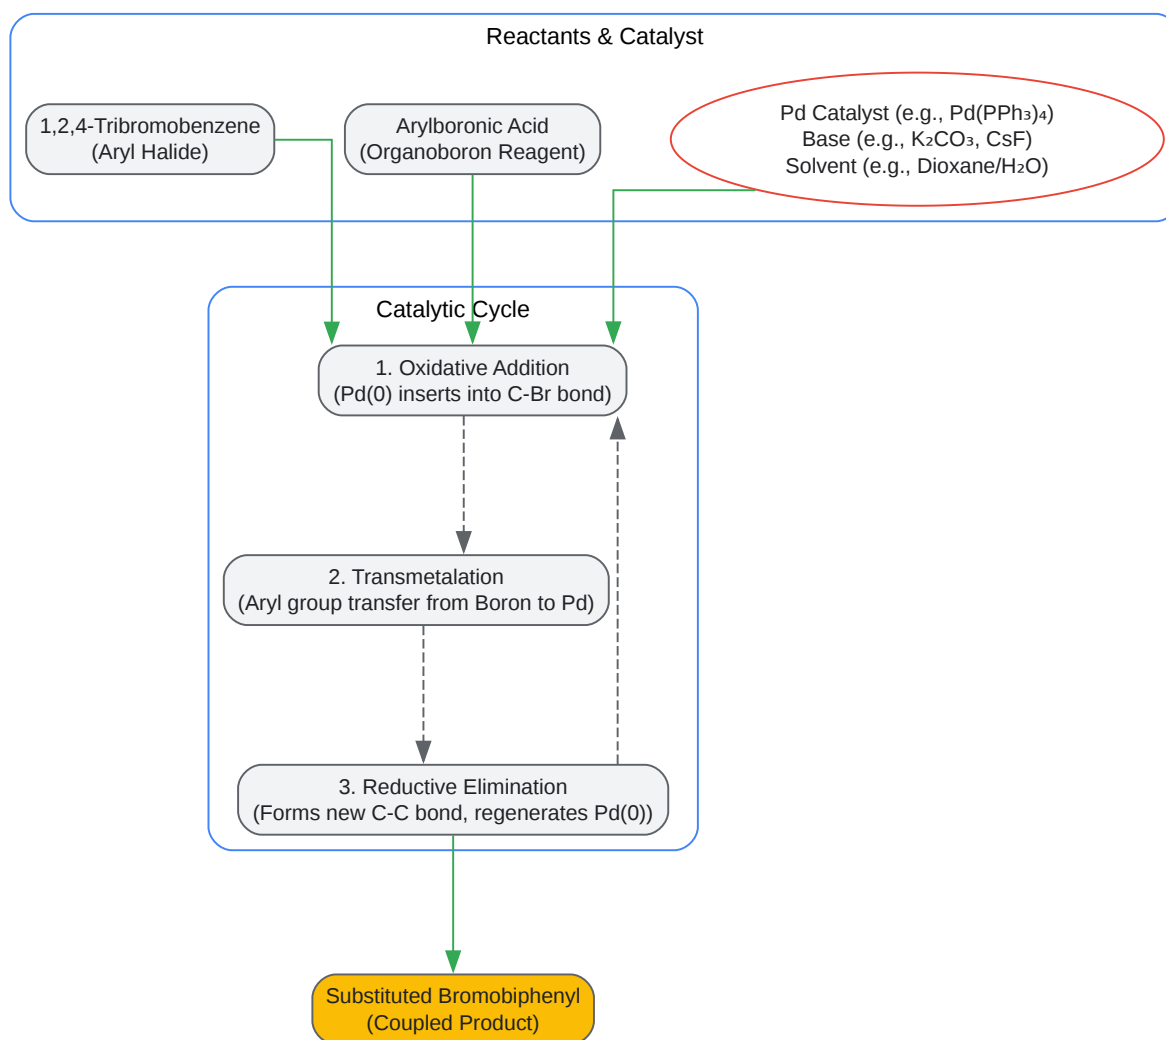 Reactants & Catalyst
1,2,4-Tribromobenzene
(Aryl Halide)
Arylboronic Acid
(Organoboron Reagent)
Pd Catalyst (e.g., Pd(PPh₃)₄)
Base (e.g., K₂CO₃, CsF)
Solvent (e.g., Dioxane/H₂O)
Catalytic Cycle
1. Oxidative Addition
(Pd(0) inserts into C-Br bond)
2. Transmetalation
(Aryl group transfer from Boron to Pd)
3. Reductive Elimination
(Forms new C-C bond, regenerates Pd(0))
Substituted Bromobiphenyl
(Coupled Product)